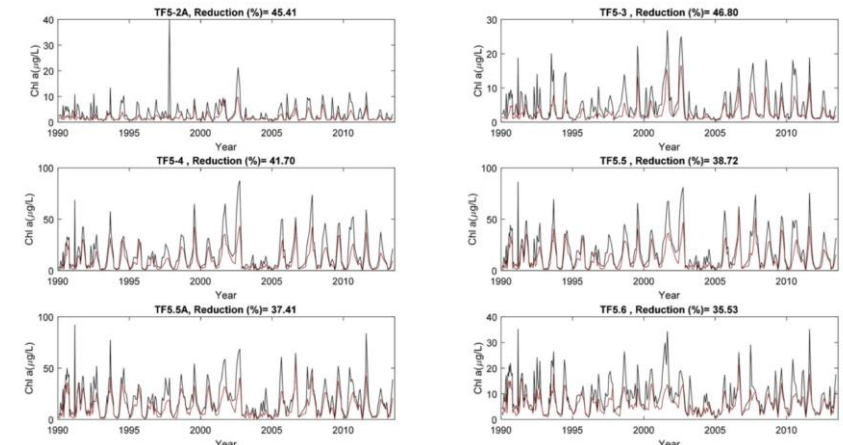 TF5-2A, Reduction (%)= 45.41
40
30
20
10
0
Chl a(μg/L)
1990 1995 2000 2005 2010
Year
TF5-3 , Reduction (%)= 46.80
30
20
10
0
Chl a(μg/L)
1990 1995 2000 2005 2010
Year
TF5-4 , Reduction (%)= 41.70
100
50
0
Chl a(μg/L)
1990 1995 2000 2005 2010
Year
TF5.5 , Reduction (%)= 38.72
100
50
0
Chl a(μg/L)
1990 1995 2000 2005 2010
Year
TF5.5A, Reduction (%)= 37.41
100
50
0
Chl a(μg/L)
1990 1995 2000 2005 2010
Year
TF5.6 , Reduction (%)= 35.53
40
30
20
10
0
Chl a(μg/L)
1990 1995 2000 2005 2010
Year